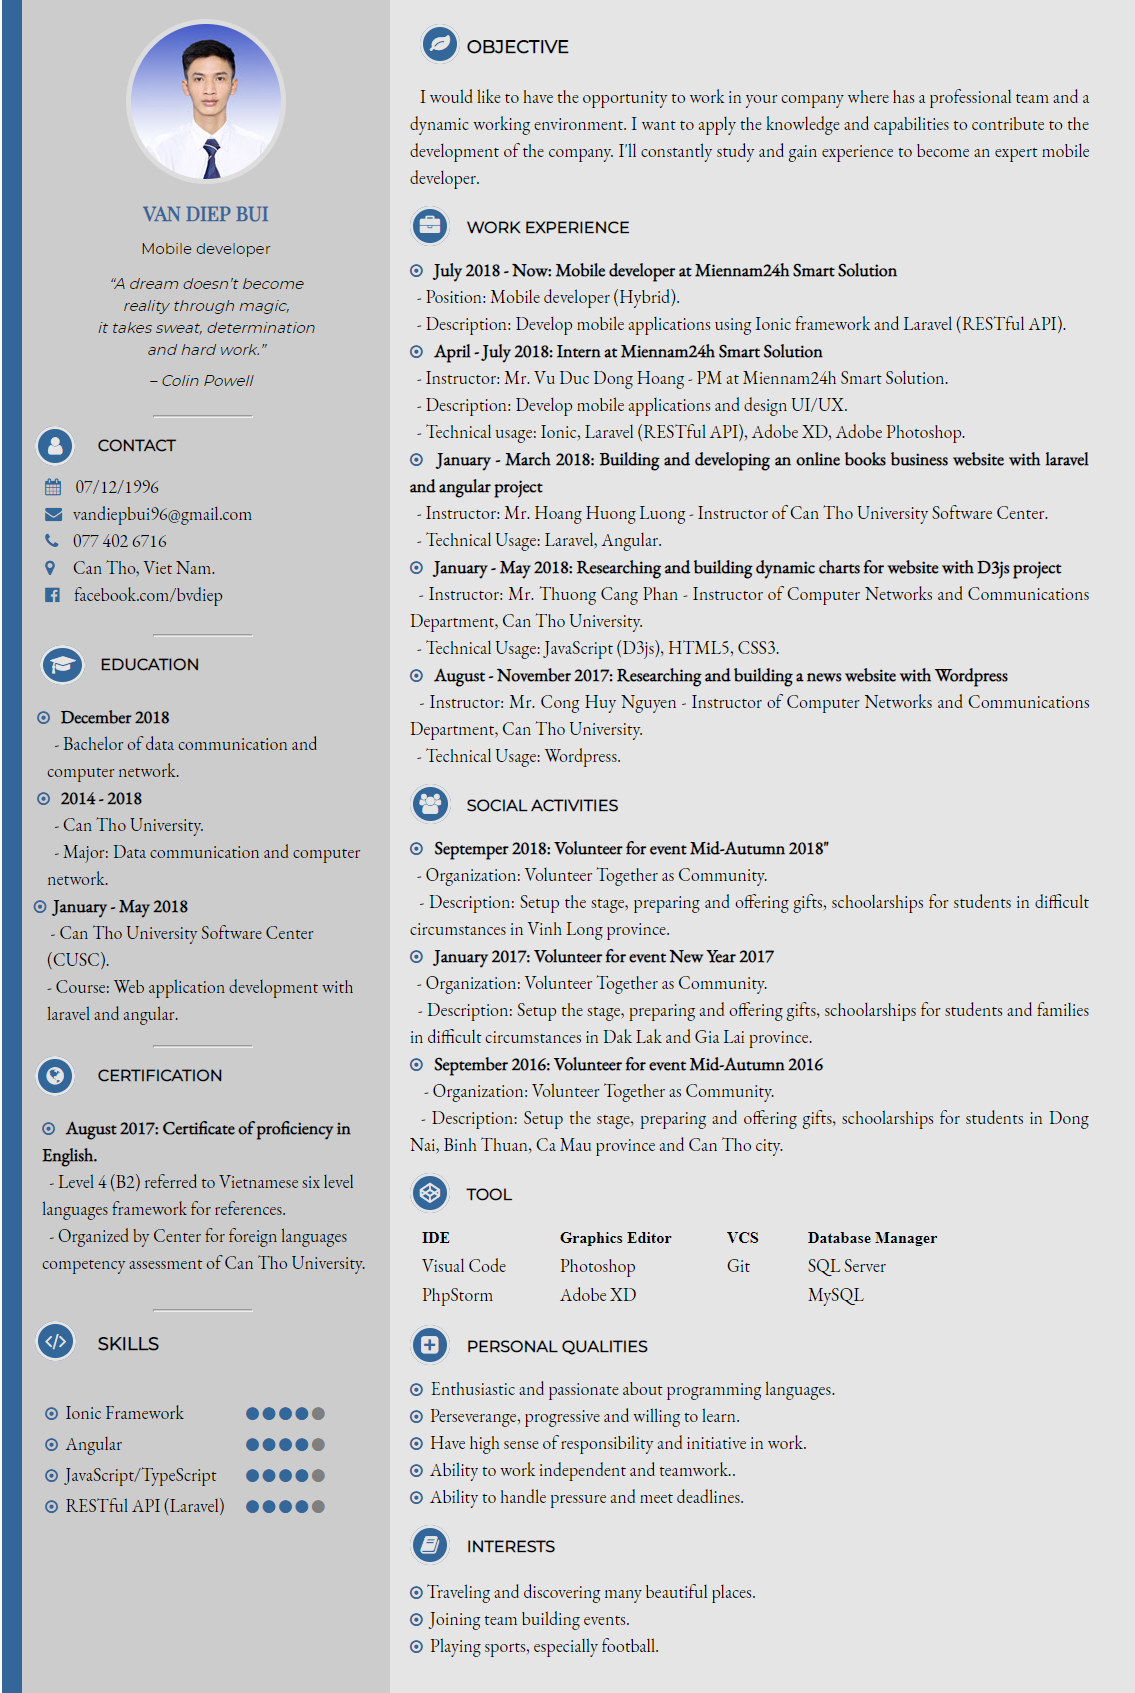 VAN DIEP BUI
Mobile developer
“A dream doesn’t become
reality through magic,
it takes sweat, determination
and hard work.”
– Colin Powell
CONTACT
07/12/1996
vandiepbui96@gmail.com
077 402 6716
Can Tho, Viet Nam.
facebook.com/bvdiep
EDUCATION
December 2018
- Bachelor of data communication and
computer network.
2014 - 2018
- Can Tho University.
- Major: Data communication and computer
network.
January - May 2018
- Can Tho University Software Center
(CUSC).
- Course: Web application development with
laravel and angular.
CERTIFICATION
August 2017: Certificate of proficiency in
English.
- Level 4 (B2) referred to Vietnamese six level
languages framework for references.
- Organized by Center for foreign languages
competency assessment of Can Tho University.
SKILLS
Ionic Framework
Angular
JavaScript/TypeScript
RESTful API (Laravel)
OBJECTIVE
I would like to have the opportunity to work in your company where has a professional team and a
dynamic working environment. I want to apply the knowledge and capabilities to contribute to the
development of the company. I'll constantly study and gain experience to become an expert mobile
developer.
WORK EXPERIENCE
July 2018 - Now: Mobile developer at Miennam24h Smart Solution
- Position: Mobile developer (Hybrid).
- Description: Develop mobile applications using Ionic framework and Laravel (RESTful API).
April - July 2018: Intern at Miennam24h Smart Solution
- Instructor: Mr. Vu Duc Dong Hoang - PM at Miennam24h Smart Solution.
- Description: Develop mobile applications and design UI/UX.
- Technical usage: Ionic, Laravel (RESTful API), Adobe XD, Adobe Photoshop.
January - March 2018: Building and developing an online books business website with laravel
and angular project
- Instructor: Mr. Hoang Huong Luong - Instructor of Can Tho University Software Center.
- Technical Usage: Laravel, Angular.
January - May 2018: Researching and building dynamic charts for website with D3js project
- Instructor: Mr. Thuong Cang Phan - Instructor of Computer Networks and Communications
Department, Can Tho University.
- Technical Usage: JavaScript (D3js), HTML5, CSS3.
August - November 2017: Researching and building a news website with Wordpress
- Instructor: Mr. Cong Huy Nguyen - Instructor of Computer Networks and Communications
Department, Can Tho University.
- Technical Usage: Wordpress.
SOCIAL ACTIVITIES
Septemper 2018: Volunteer for event Mid-Autumn 2018"
- Organization: Volunteer Together as Community.
- Description: Setup the stage, preparing and offering gifts, schoolarships for students in difficult
circumstances in Vinh Long province.
January 2017: Volunteer for event New Year 2017
- Organization: Volunteer Together as Community.
- Description: Setup the stage, preparing and offering gifts, schoolarships for students and families
in difficult circumstances in Dak Lak and Gia Lai province.
September 2016: Volunteer for event Mid-Autumn 2016
- Organization: Volunteer Together as Community.
- Description: Setup the stage, preparing and offering gifts, schoolarships for students in Dong
Nai, Binh Thuan, Ca Mau province and Can Tho city.
TOOL
IDE Graphics Editor VCS Database Manager
Visual Code Photoshop Git SQL Server
PhpStorm Adobe XD MySQL
PERSONAL QUALITIES
Enthusiastic and passionate about programming languages.
Perseverange, progressive and willing to learn.
Have high sense of responsibility and initiative in work.
Ability to work independent and teamwork..
Ability to handle pressure and meet deadlines.
INTERESTS
Traveling and discovering many beautiful places.
Joining team building events.
Playing sports, especially football.